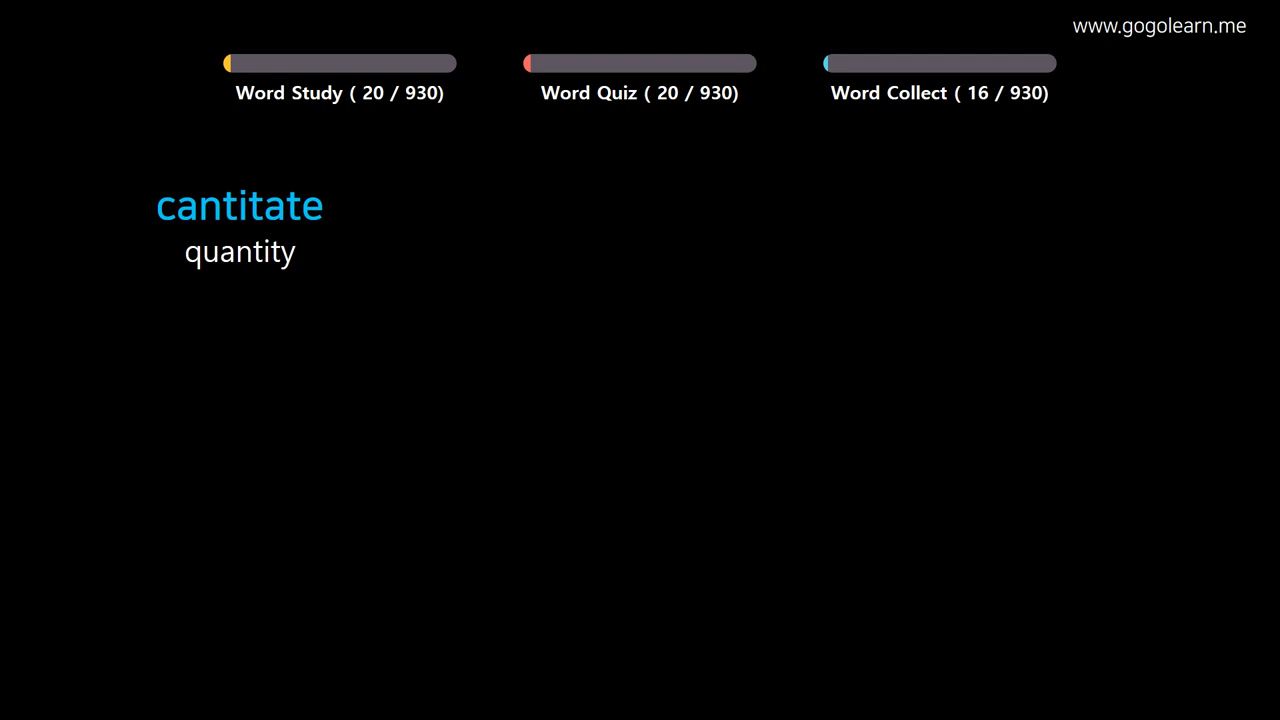 www.gogolearn.me
Word Study ( 20 / 930)
Word Quiz ( 20 / 930)
Word Collect ( 16 / 930)
cantitate
quantity